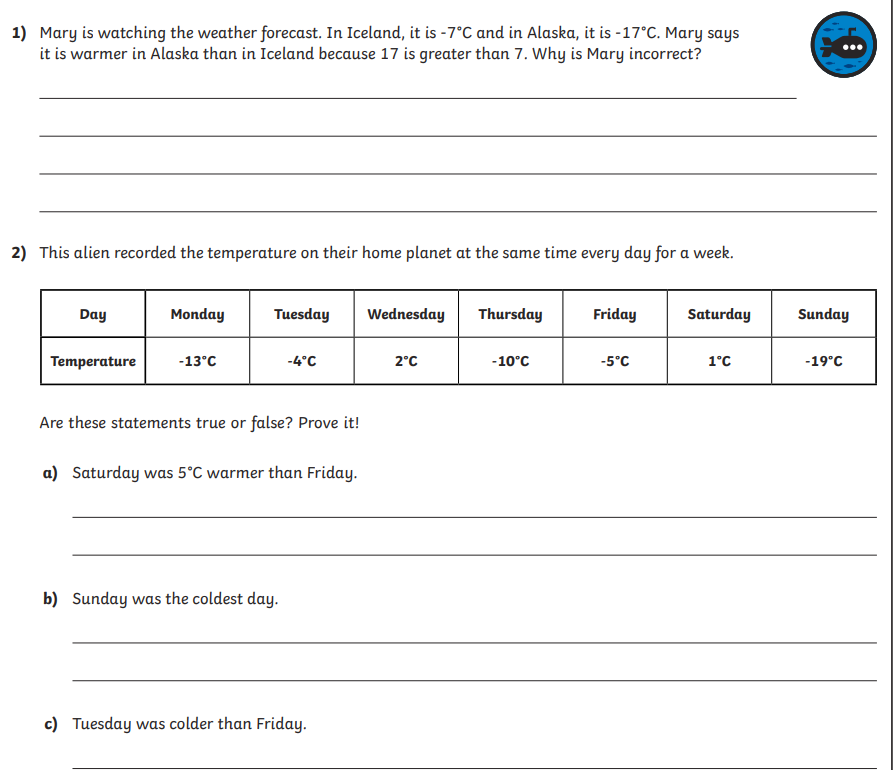 1) Mary is watching the weather forecast. In Iceland, it is -7°C and in Alaska, it is -17°C. Mary says
it is warmer in Alaska than in Iceland because 17 is greater than 7. Why is Mary incorrect?
2) This alien recorded the temperature on their home planet at the same time every day for a week.
Day Monday Tuesday Wednesday Thursday Friday Saturday Sunday
Temperature -13°C -4°C 2°C -10°C -5°C 1°C -19°C
Are these statements true or false? Prove it!
a) Saturday was 5°C warmer than Friday.
b) Sunday was the coldest day.
c) Tuesday was colder than Friday.